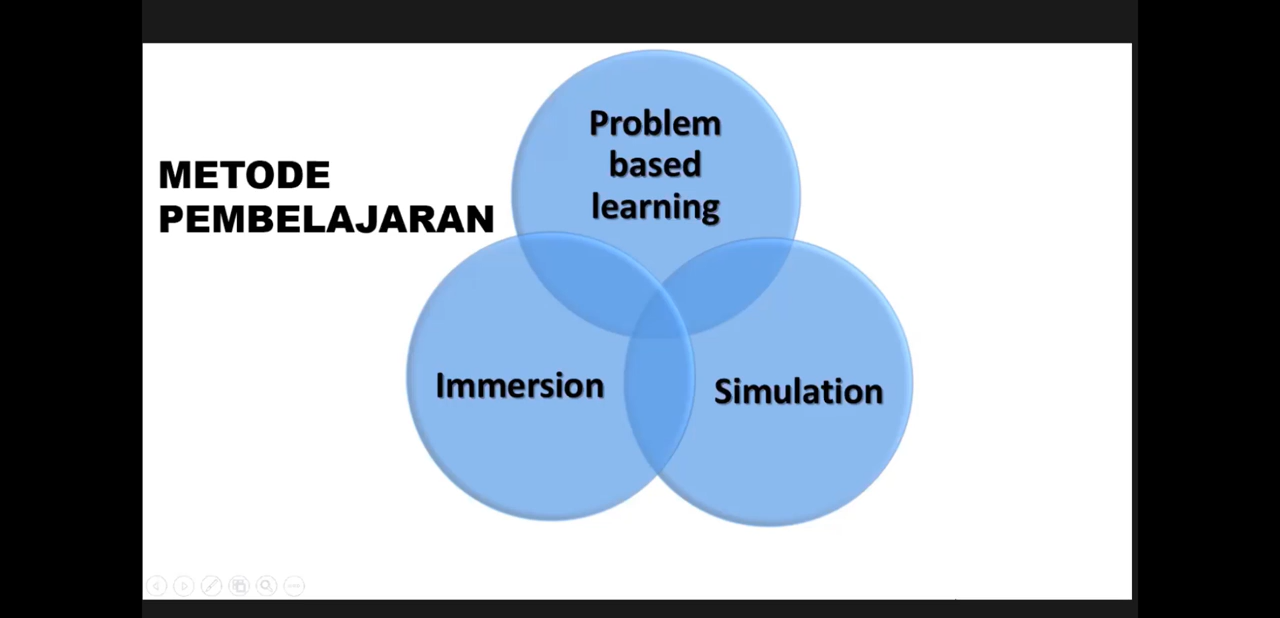 METODE
PEMBELAJARAN
Problem
based
learning
Immersion
Simulation